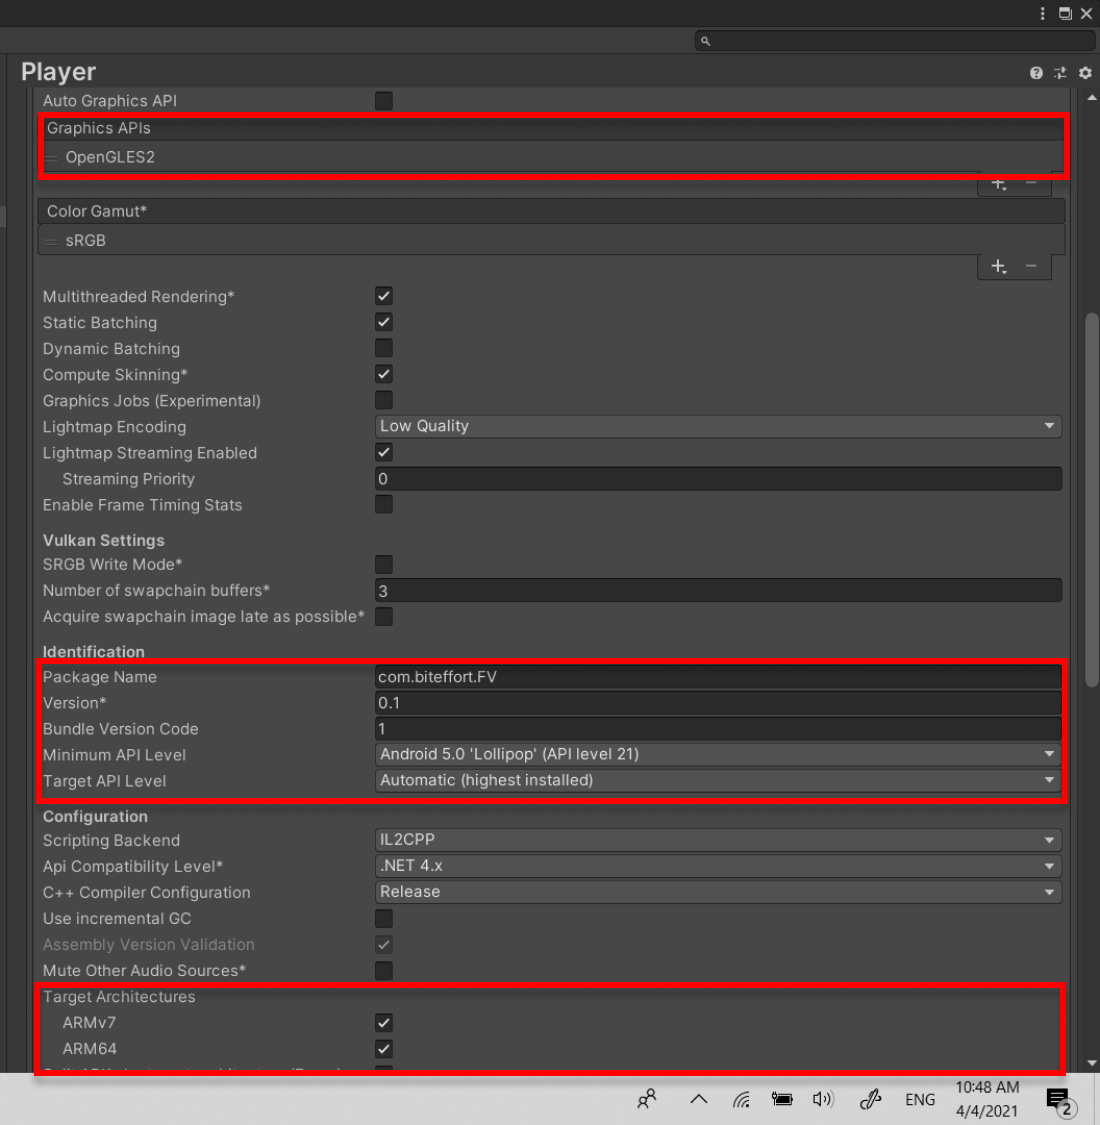 Player
Auto Graphics API
Graphics APIs
OpenGLES2
Color Gamut*
sRGB
Multithreaded Rendering*
Static Batching
Dynamic Batching
Compute Skinning*
Graphics Jobs (Experimental)
Lightmap Encoding Low Quality
Lightmap Streaming Enabled
Streaming Priority 0
Enable Frame Timing Stats
Vulkan Settings
SRGB Write Mode*
Number of swapchain buffers* 3
Acquire swapchain image late as possible*
Identification
Package Name com.biteffort.FV
Version* 0.1
Bundle Version Code 1
Minimum API Level Android 5.0 'Lollipop' (API level 21)
Target API Level Automatic (highest installed)
Configuration
Scripting Backend IL2CPP
Api Compatibility Level* .NET 4.x
C++ Compiler Configuration Release
Use incremental GC
Assembly Version Validation
Mute Other Audio Sources*
Target Architectures
ARMv7
ARM64
ENG
10:48 AM
4/4/2021
2